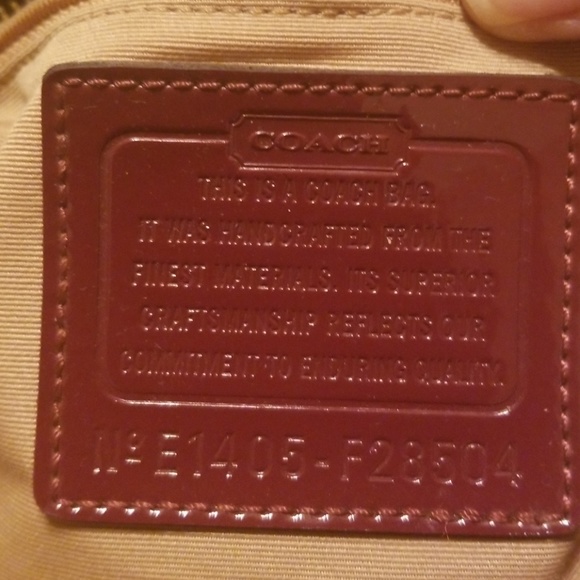 COACH
THIS IS A COACH BAG.
IT WAS HANDCRAFTED FROM THE
FINEST MATERIALS. ITS SUPERIOR
CRAFTSMANSHIP REFLECTS OUR
COMMITMENT TO ENDURING QUALITY.
Nº E1405-F28504